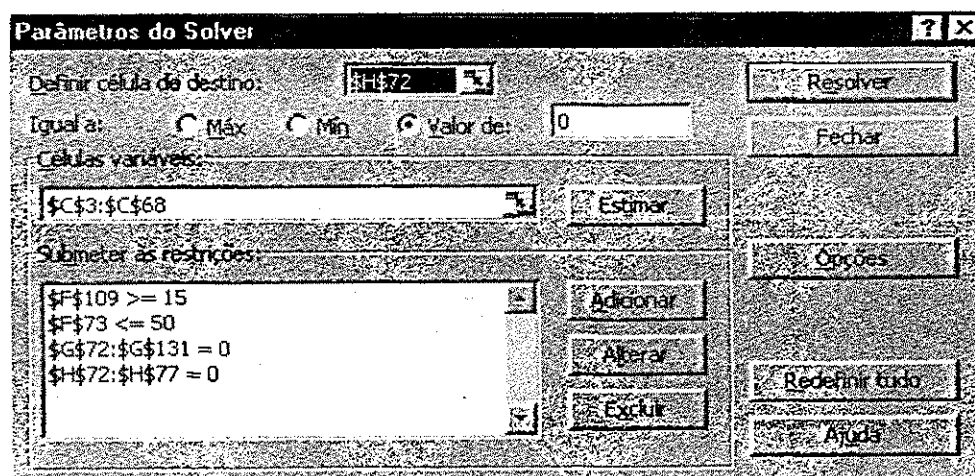 Parâmetros do Solver
Definir célula de destino: $H$72
Resolver
Igual a: Máx Mín Valor de: 0
Fechar
Células variáveis:
$C$3:$C$68
Estimar
Submeter às restrições:
Opções
$F$109 >= 15
$F$73 <= 50
$G$72:$G$131 = 0
$H$72:$H$77 = 0
Adicionar
Alterar
Excluir
Redefinir tudo
Ajuda